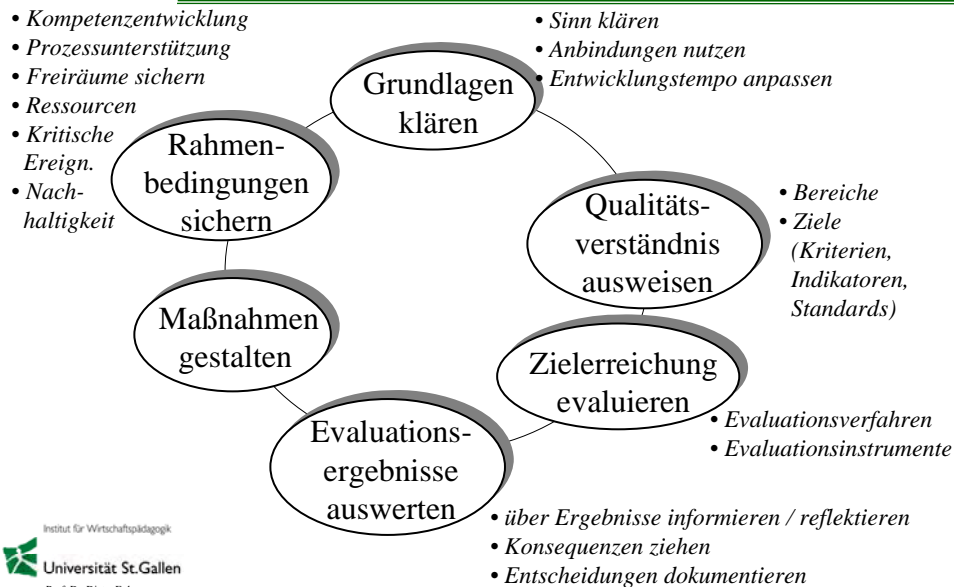 • Kompetenzentwicklung
• Prozessunterstützung
• Freiräume sichern
• Ressourcen
• Kritische
Ereign.
• Nach-
haltigkeit
• Sinn klären
• Anbindungen nutzen
• Entwicklungstempo anpassen
Grundlagen
klären
Rahmen-
bedingungen
sichern
Qualitäts-
verständnis
ausweisen
• Bereiche
• Ziele
(Kriterien,
Indikatoren,
Standards)
Maßnahmen
gestalten
Zielerreichung
evaluieren
• Evaluationsverfahren
• Evaluationsinstrumente
Evaluations-
ergebnisse
auswerten
• über Ergebnisse informieren / reflektieren
• Konsequenzen ziehen
• Entscheidungen dokumentieren
Institut für Wirtschaftspädagogik
Universität St.Gallen